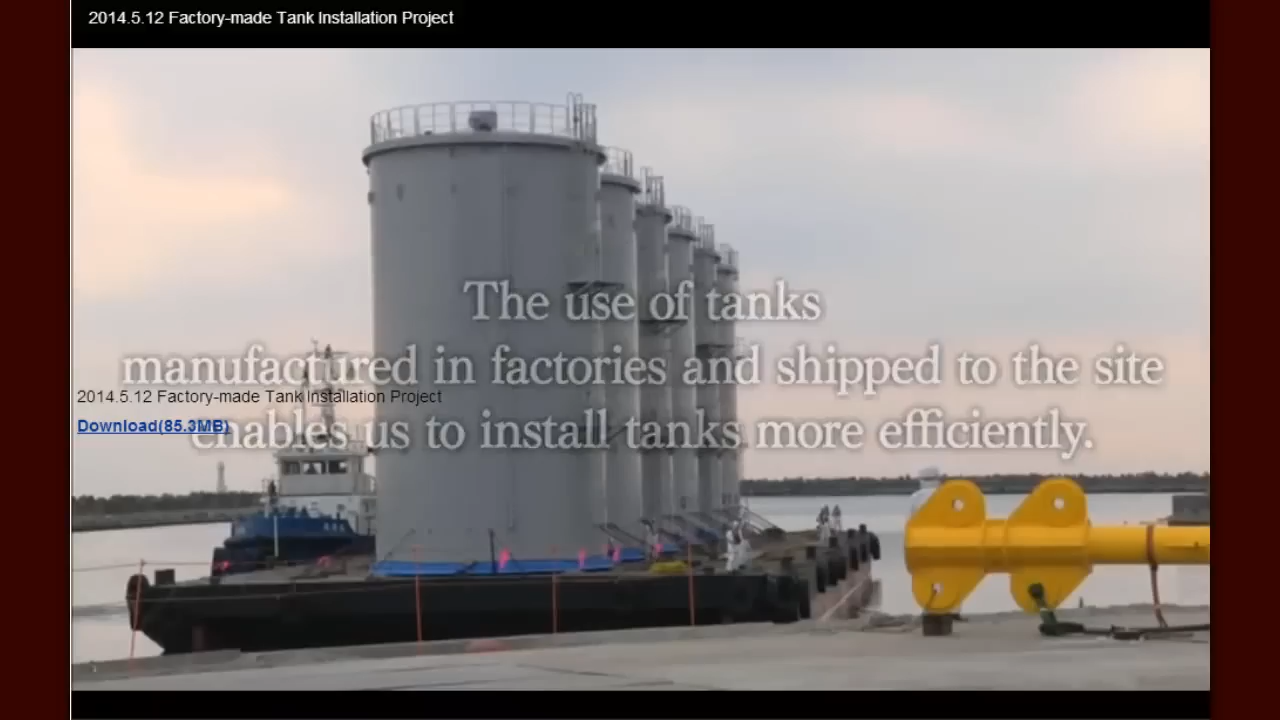 2014.5.12 Factory-made Tank Installation Project
The use of tanks
manufactured in factories and shipped to the site
2014.5.12 Factory-made Tank Installation Project
Download(85.3MB)
enables us to install tanks more efficiently.